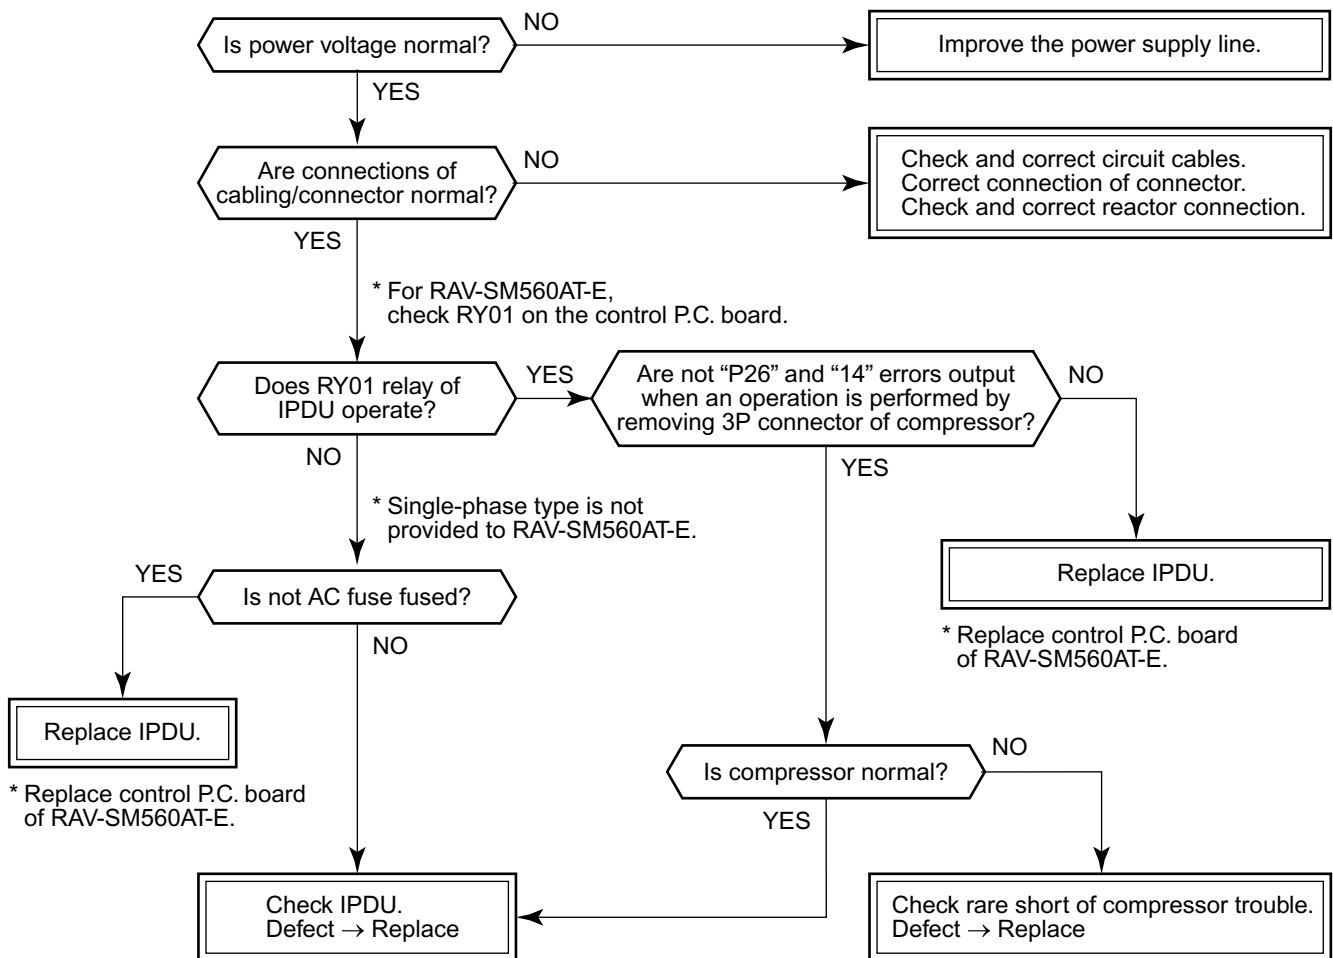 Is power voltage normal?
NO
Improve the power supply line.
YES
Are connections of
cabling/connector normal?
NO
Check and correct circuit cables.
Correct connection of connector.
Check and correct reactor connection.
YES
* For RAV-SM560AT-E,
check RY01 on the control P.C. board.
Does RY01 relay of
IPDU operate?
YES
Are not “P26” and “14” errors output
when an operation is performed by
removing 3P connector of compressor?
NO
NO
YES
* Single-phase type is not
provided to RAV-SM560AT-E.
Replace IPDU.
* Replace control P.C. board
of RAV-SM560AT-E.
YES
Is not AC fuse fused?
NO
Replace IPDU.
* Replace control P.C. board
of RAV-SM560AT-E.
Is compressor normal?
NO
YES
Check IPDU.
Defect → Replace
Check rare short of compressor trouble.
Defect → Replace